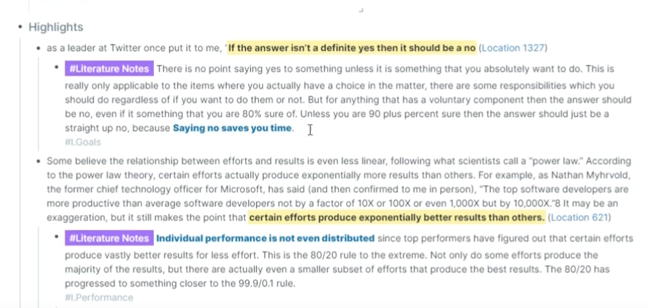 Highlights
as a leader at Twitter once put it to me, "If the answer isn't a definite yes then it should be a no (Location 1327)
#Literature Notes There is no point saying yes to something unless it is something that you absolutely want to do. This is
really only applicable to the times where you actually have a choice in the matter, there are some responsibilities which you
should do regardless of if you want to do them or not. But for anything that has a voluntary component then the answer should
be no, even if it something that you are 80% sure of. Unless you are 90 plus percent sure then the answer should just be a
straight up no, because Saying no saves you time.
#I.Goals
Some believe the relationship between efforts and results is even less linear, following what scientists call a "power law." According
to the power law theory, certain efforts actually produce exponentially more results than others. For example, as Nathan Myhrvold,
the former chief technology officer for Microsoft, has said (and then confirmed to me in person), "The top software developers are
more productive than average software developers not by a factor of 10X or 100X or even 1,000X but by 10,000X."8 It may be an
exaggeration, but it still makes the point that certain efforts produce exponentially better results than others. (Location 621)
#Literature Notes Individual performance is not even distributed since top performers have figured out that certain efforts
produce vastly better results for less effort. This is the 80/20 rule to the extreme. Not only do some efforts produce the
majority of the results, but there are actually even a smaller subset of efforts that produce the best results. The 80/20 has
progressed to something closer to the 99.9/0.1 rule.
#I.Performance